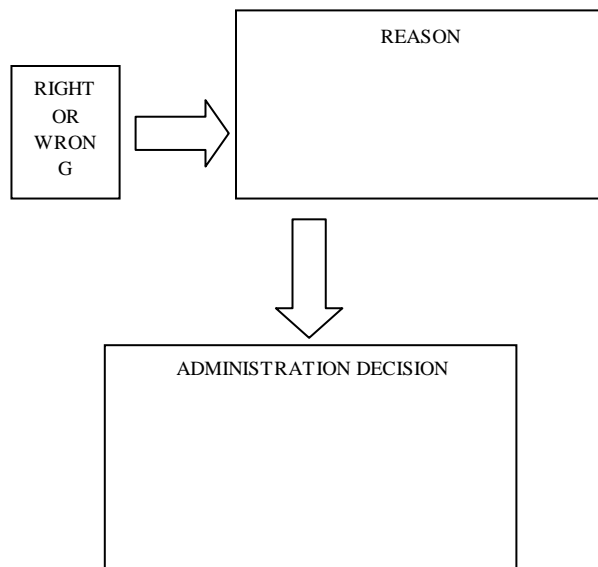 REASON
RIGHT
OR
WRON
G
ADMINISTRATION DECISION